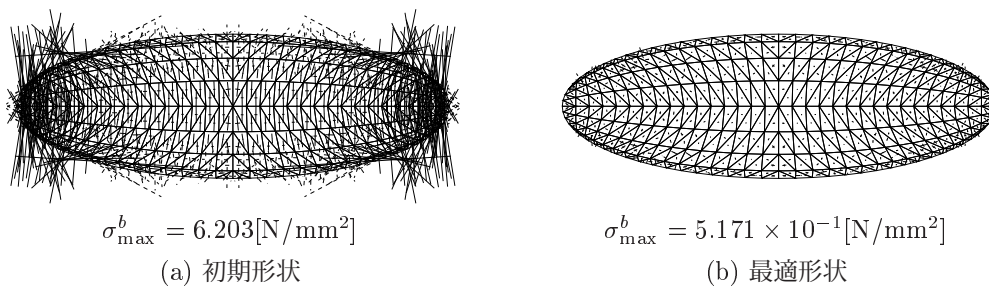 σ^b_max = 6.203[N/mm²]
(a) 初期形状
σ^b_max = 5.171 × 10⁻¹[N/mm²]
(b) 最適形状